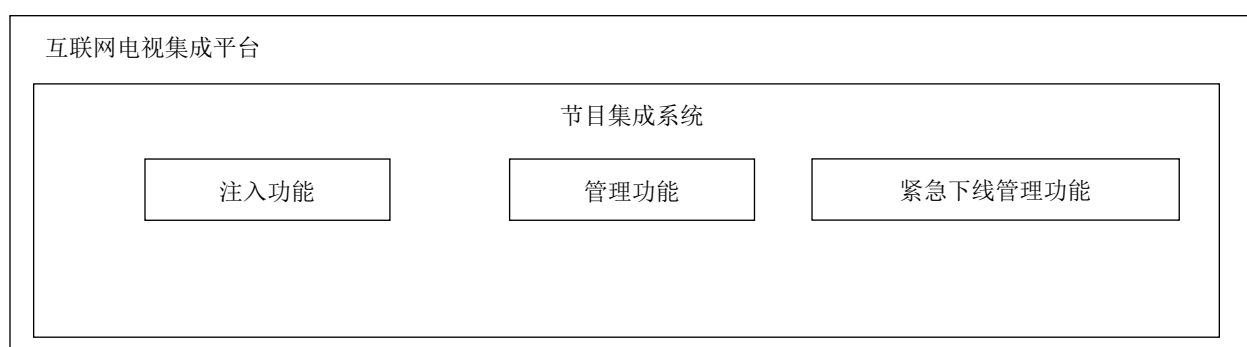 互联网电视集成平台
节目集成系统
注入功能
管理功能
紧急下线管理功能